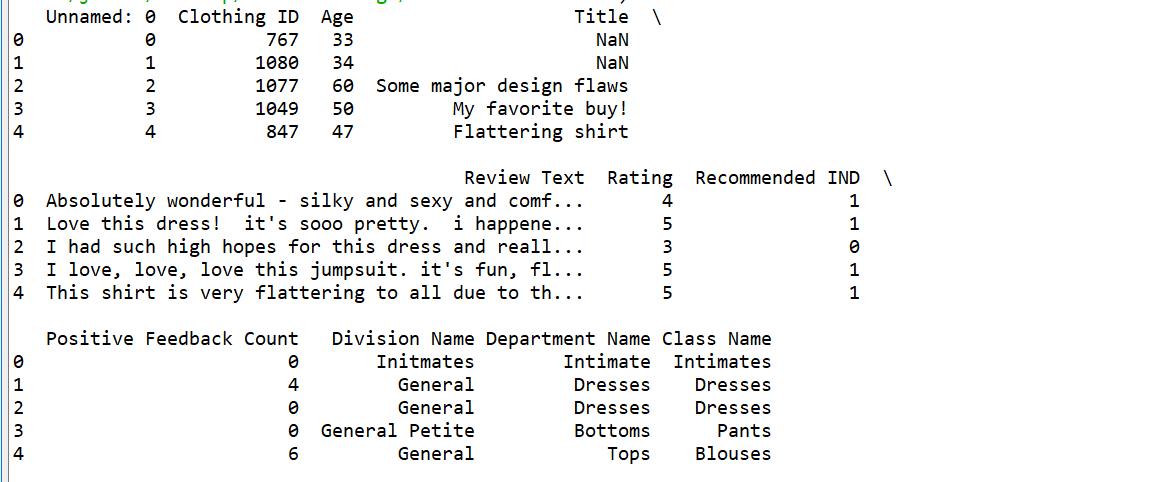 Unnamed: 0  Clothing ID  Age                    Title  \
0           0          767   33                      NaN
1           1         1080   34                      NaN
2           2         1077   60  Some major design flaws
3           3         1049   50         My favorite buy!
4           4          847   47         Flattering shirt
Review Text  Rating  Recommended IND  \
0  Absolutely wonderful - silky and sexy and comf...       4                1
1  Love this dress!  it's sooo pretty.  i happene...       5                1
2  I had such high hopes for this dress and reall...       3                0
3  I love, love, love this jumpsuit. it's fun, fl...       5                1
4  This shirt is very flattering to all due to th...       5                1
Positive Feedback Count   Division Name Department Name Class Name
0                        0       Initmates        Intimate  Intimates
1                        4         General         Dresses    Dresses
2                        0         General         Dresses    Dresses
3                        0  General Petite         Bottoms      Pants
4                        6         General            Tops    Blouses